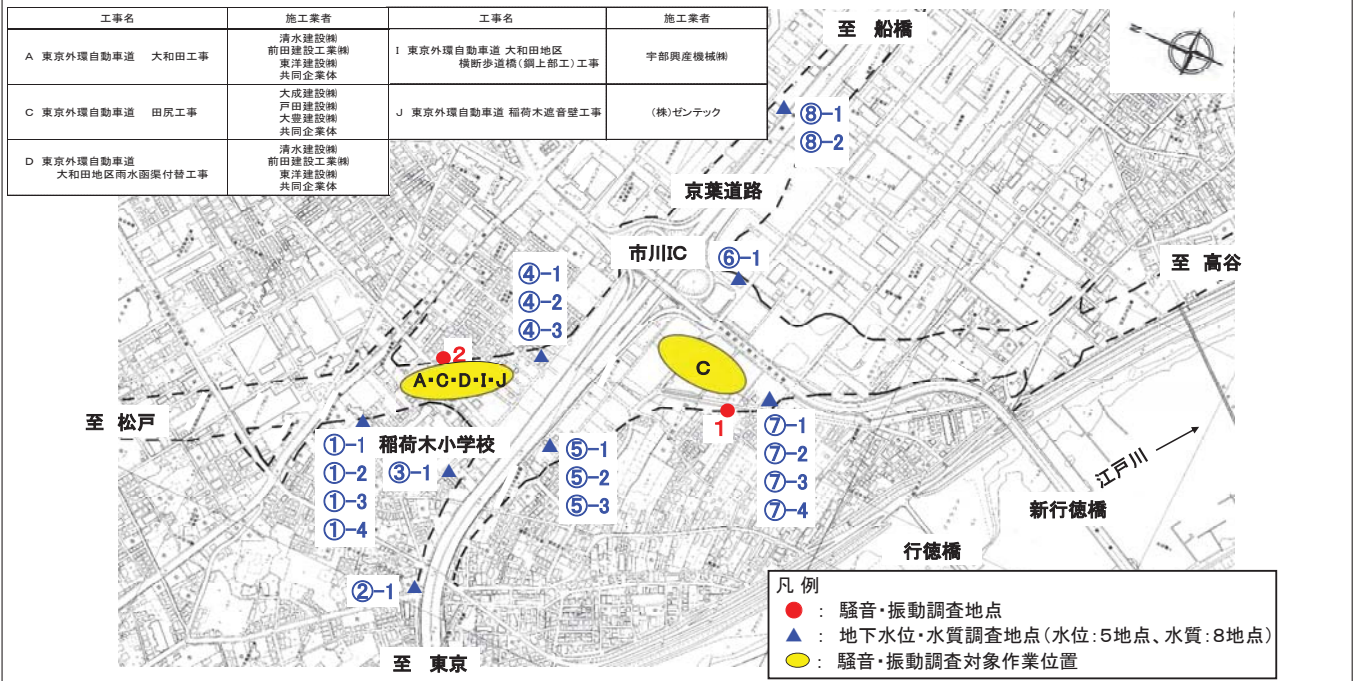 工事名 施工業者 工事名 施工業者
A 東京外環自動車道 大和田工事
清水建設㈱
前田建設工業㈱
東洋建設㈱
共同企業体
I 東京外環自動車道 大和田地区
横断歩道橋(鋼上部工)工事
宇部興産機械㈱
C 東京外環自動車道 田尻工事
大成建設㈱
戸田建設㈱
大豊建設㈱
共同企業体
J 東京外環自動車道 稲荷木遮音壁工事
(株)ゼンテック
D 東京外環自動車道
大和田地区雨水函渠付替工事
清水建設㈱
前田建設工業㈱
東洋建設㈱
共同企業体
至 船橋
N
⑧-1
⑧-2
京葉道路
市川IC
⑥-1
至 高谷
④-1
④-2
④-3
2
A・C・D・I・J
C
1
至 松戸
①-1
①-2
①-3
①-4
稲荷木小学校
③-1
⑤-1
⑤-2
⑤-3
⑦-1
⑦-2
⑦-3
⑦-4
江戸川
新行徳橋
行徳橋
②-1
至 東京
凡 例
: 騒音・振動調査地点
: 地下水位・水質調査地点(水位:5地点、水質:8地点)
: 騒音・振動調査対象作業位置